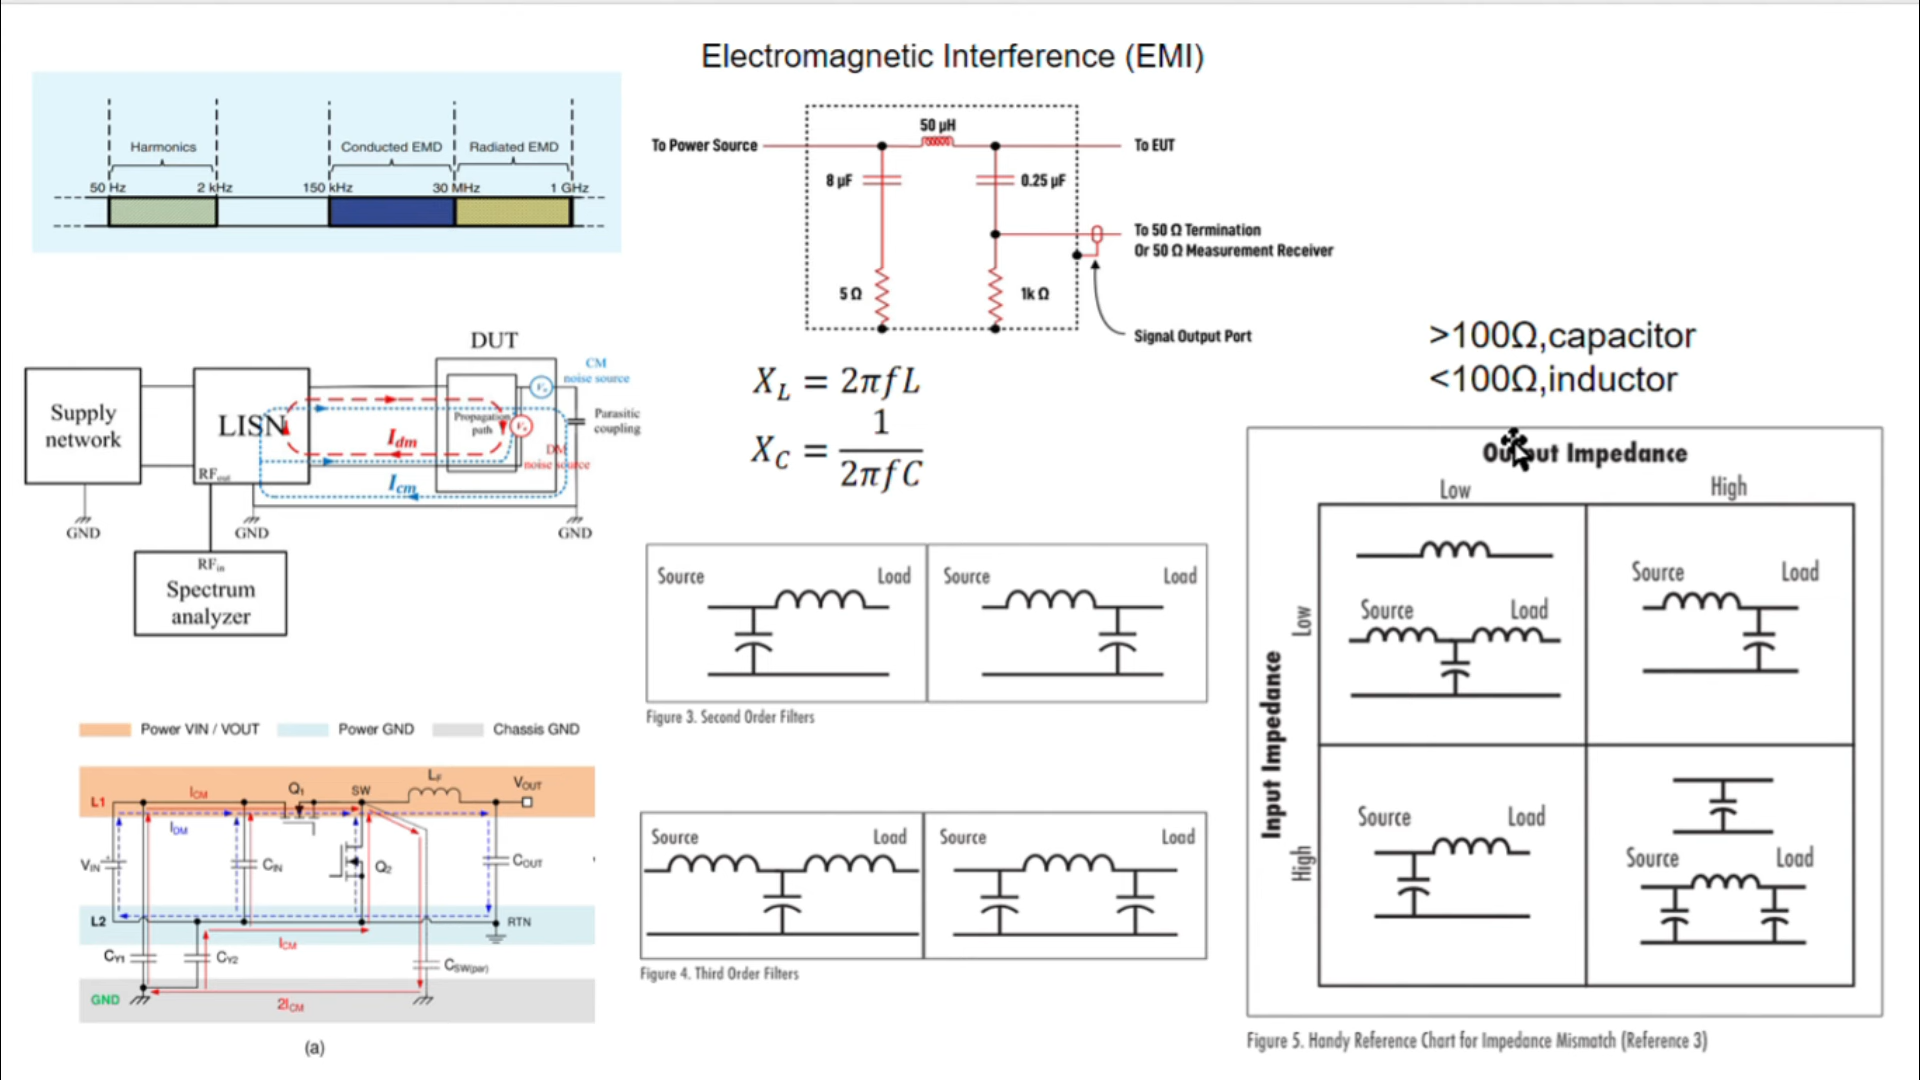 Electromagnetic Interference (EMI)
Harmonics
Conducted EMD
Radiated EMD
50 Hz
2 kHz
150 kHz
30 MHz
1 GHz
50 µH
To Power Source
To EUT
8 µF
0.25 µF
To 50 Ω Termination
Or 50 Ω Measurement Receiver
5 Ω
1k Ω
Signal Output Port
DUT
CM
noise source
Supply
network
LISN
Propagation
path
Parasitic
coupling
Idm
DM
noise source
RFout
Icm
GND
GND
GND
RFin
Spectrum
analyzer
XL = 2πfL
XC = 1
2πfC
>100Ω,capacitor
<100Ω,inductor
Source
Load
Source
Load
Figure 3. Second Order Filters
Source
Load
Source
Load
Figure 4. Third Order Filters
Output Impedance
Low
High
Input Impedance
Low
High
Source
Load
Source
Load
Source
Load
Source
Load
Figure 5. Handy Reference Chart for Impedance Mismatch (Reference 3)
Power VIN / VOUT
Power GND
Chassis GND
L1
ICM
Q1
SW
LF
VOUT
IDM
VIN
CIN
Q2
COUT
L2
RTN
ICM
CY1
CY2
CSW(par)
GND
2ICM
(a)